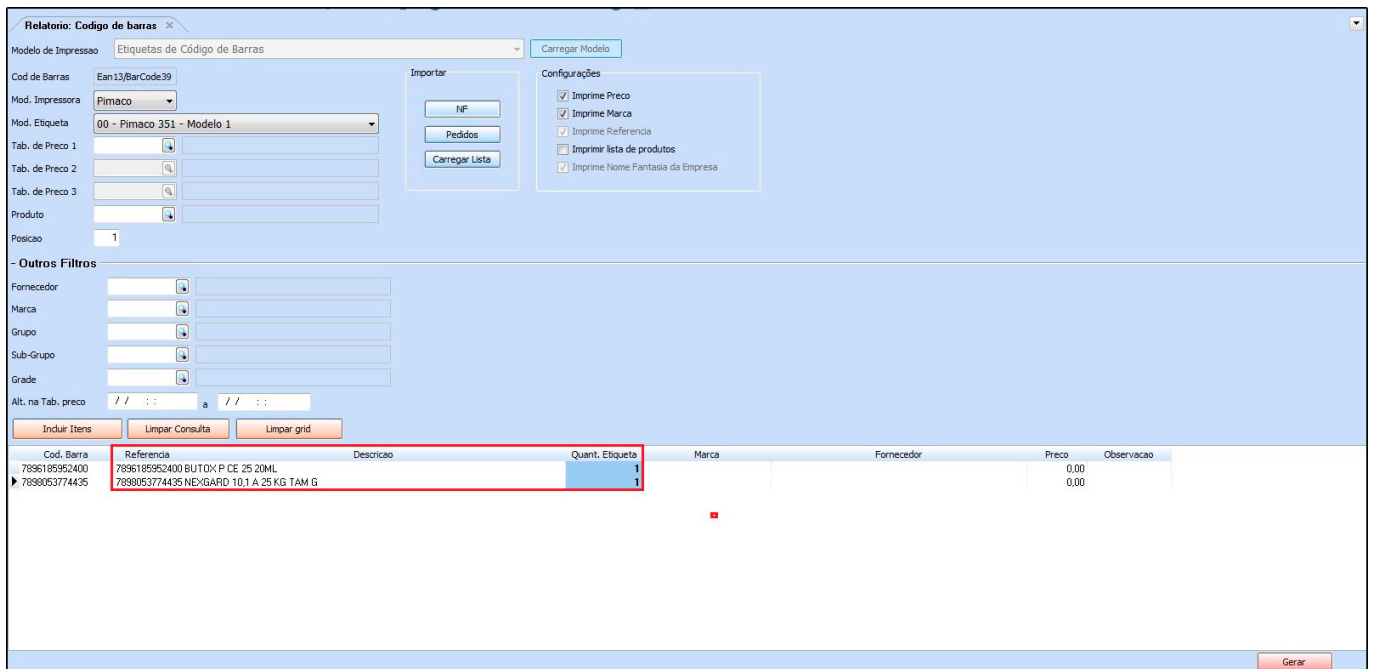 Relatorio: Codigo de barras
Modelo de Impressao Etiquetas de Código de Barras Carregar Modelo
Cod de Barras Ean13/BarCode39
Mod. Impressora Pimaco
Mod. Etiqueta 00 - Pimaco 351 - Modelo 1
Tab. de Preco 1
Tab. de Preco 2
Tab. de Preco 3
Produto
Posicao 1
Importar
NF
Pedidos
Carregar Lista
Configurações
Imprime Preco
Imprime Marca
Imprime Referencia
Imprimir lista de produtos
Imprime Nome Fantasia da Empresa
- Outros Filtros
Fornecedor
Marca
Grupo
Sub-Grupo
Grade
Alt. na Tab. preco / / : : a / / : :
Incluir Itens Limpar Consulta Limpar grid
Cod. Barra Referencia Descricao Quant. Etiqueta Marca Fornecedor Preco Observacao
7896185952400 7896185952400 BUTOX P CE 25 20ML 1 0,00
7898053774435 7898053774435 NEXGARD 10,1 A 25 KG TAM G 1 0,00
Gerar